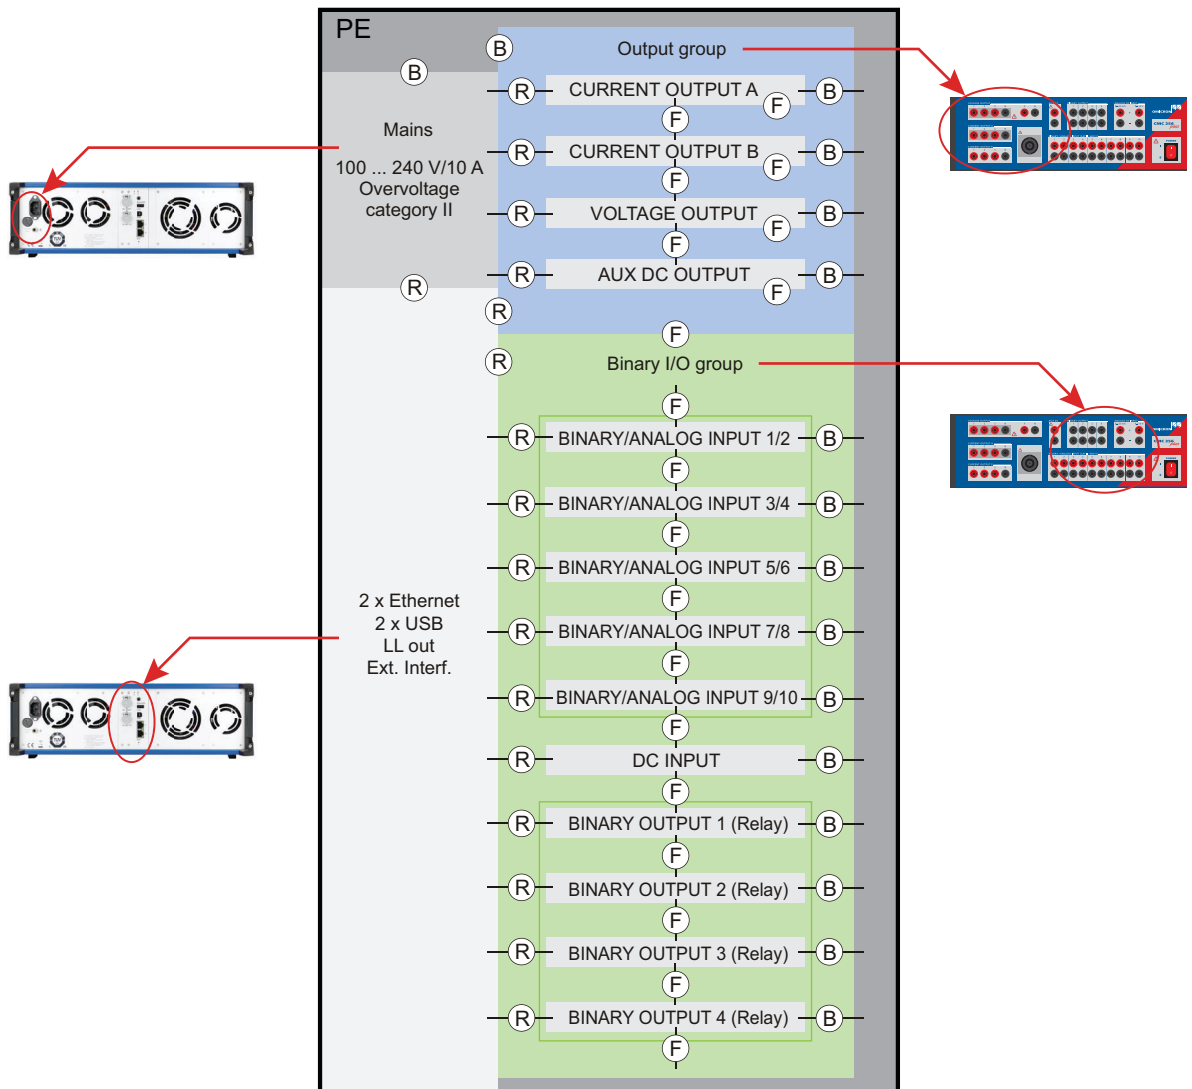 PE
B
Output group
B
R
CURRENT OUTPUT A
F
B
F
Mains
R
CURRENT OUTPUT B
F
B
100 ... 240 V/10 A
Overvoltage
category II
F
R
VOLTAGE OUTPUT
F
B
F
R
AUX DC OUTPUT
F
B
R
R
F
R
Binary I/O group
F
R
BINARY/ANALOG INPUT 1/2
B
F
R
BINARY/ANALOG INPUT 3/4
B
F
R
BINARY/ANALOG INPUT 5/6
B
F
2 x Ethernet
2 x USB
LL out
Ext. Interf.
R
BINARY/ANALOG INPUT 7/8
B
F
R
BINARY/ANALOG INPUT 9/10
B
F
R
DC INPUT
B
F
R
BINARY OUTPUT 1 (Relay)
B
F
R
BINARY OUTPUT 2 (Relay)
B
F
R
BINARY OUTPUT 3 (Relay)
B
F
R
BINARY OUTPUT 4 (Relay)
B
F